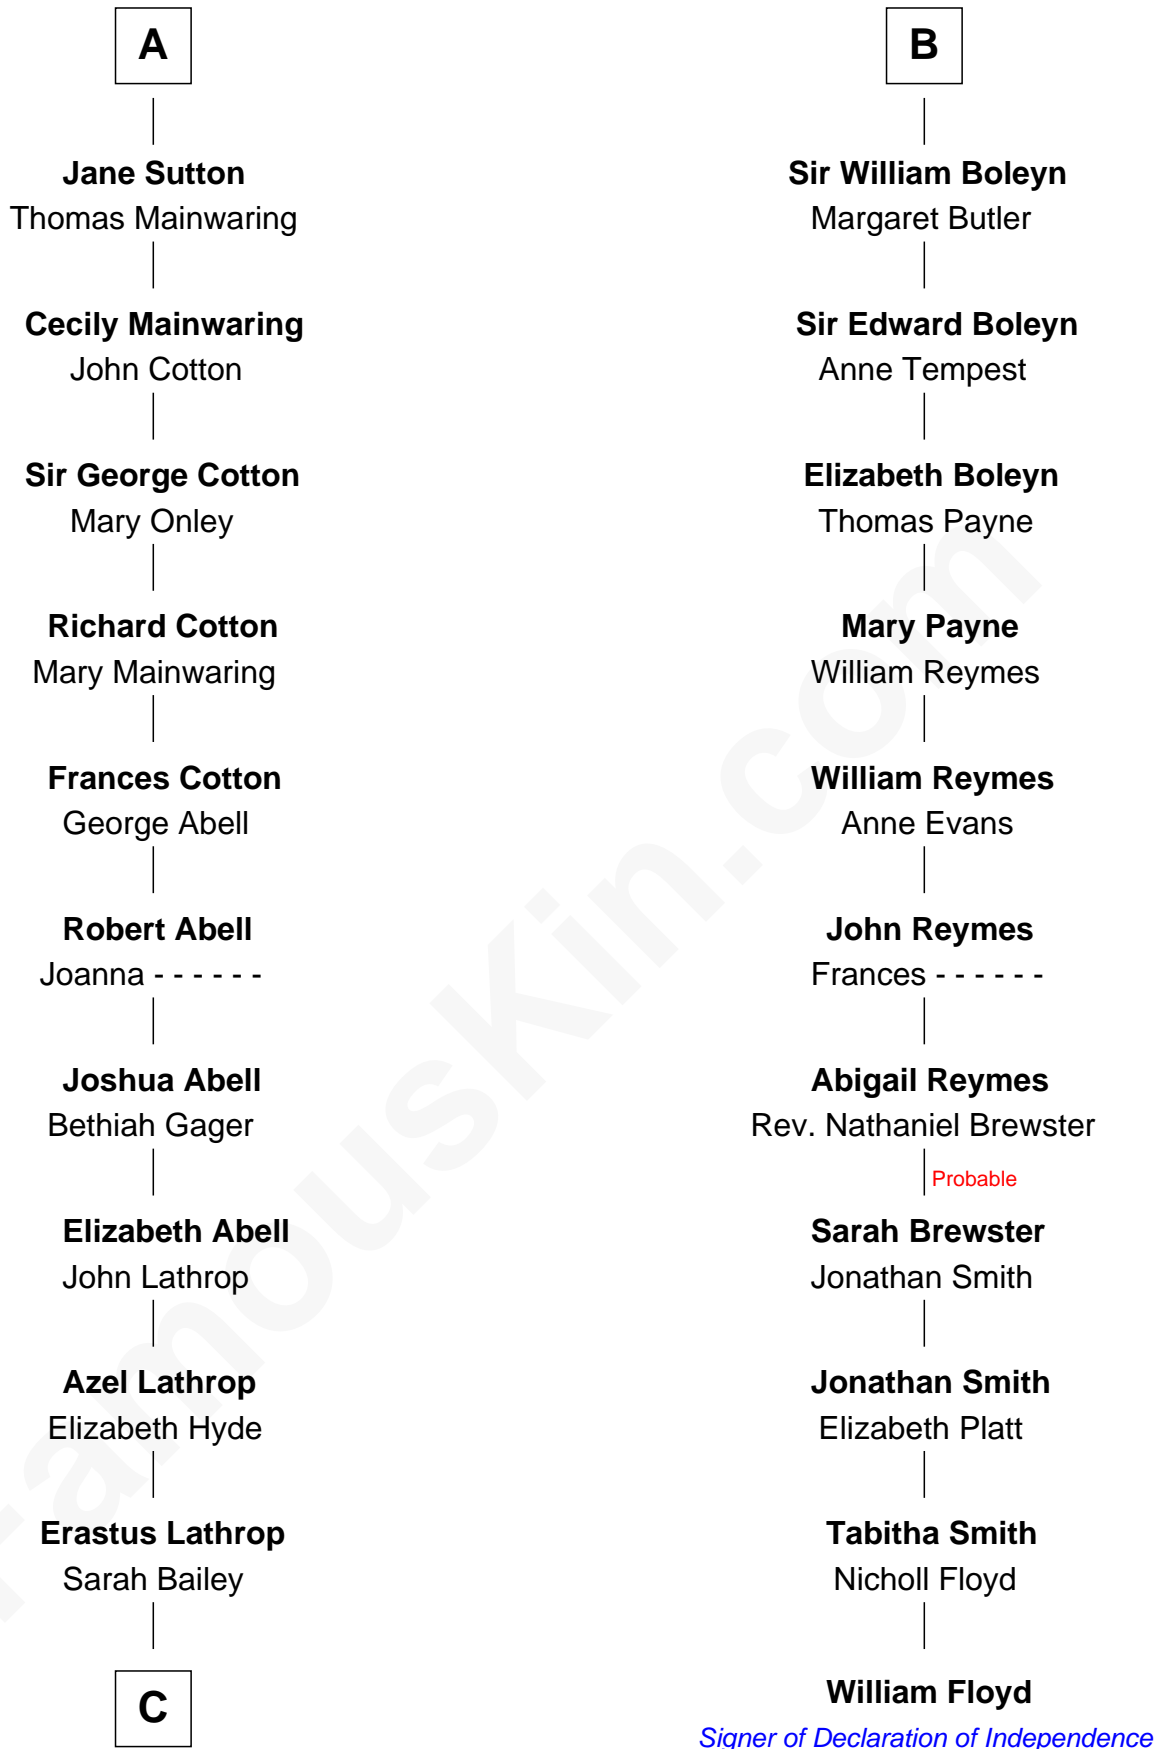 A
Jane Sutton
Thomas Mainwaring
Cecily Mainwaring
John Cotton
Sir George Cotton
Mary Onley
Richard Cotton
Mary Mainwaring
Frances Cotton
George Abell
Robert Abell
Joanna - - - - - -
Joshua Abell
Bethiah Gager
Elizabeth Abell
John Lathrop
Azel Lathrop
Elizabeth Hyde
Erastus Lathrop
Sarah Bailey
C
B
Sir William Boleyn
Margaret Butler
Sir Edward Boleyn
Anne Tempest
Elizabeth Boleyn
Thomas Payne
Mary Payne
William Reymes
William Reymes
Anne Evans
John Reymes
Frances - - - - - -
Abigail Reymes
Rev. Nathaniel Brewster
Probable
Sarah Brewster
Jonathan Smith
Jonathan Smith
Elizabeth Platt
Tabitha Smith
Nicholl Floyd
William Floyd
Signer of Declaration of Independence
FamousKin.com